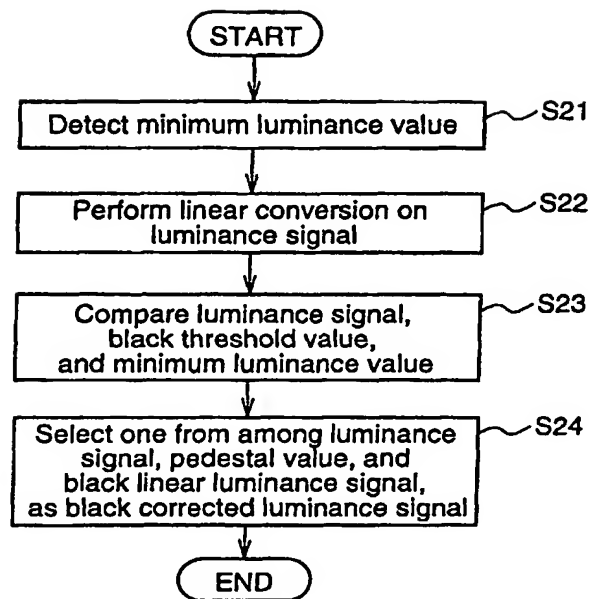 START
Detect minimum luminance value
S21
Perform linear conversion on
luminance signal
S22
Compare luminance signal,
black threshold value,
and minimum luminance value
S23
Select one from among luminance
signal, pedestal value, and
black linear luminance signal,
as black corrected luminance signal
S24
END